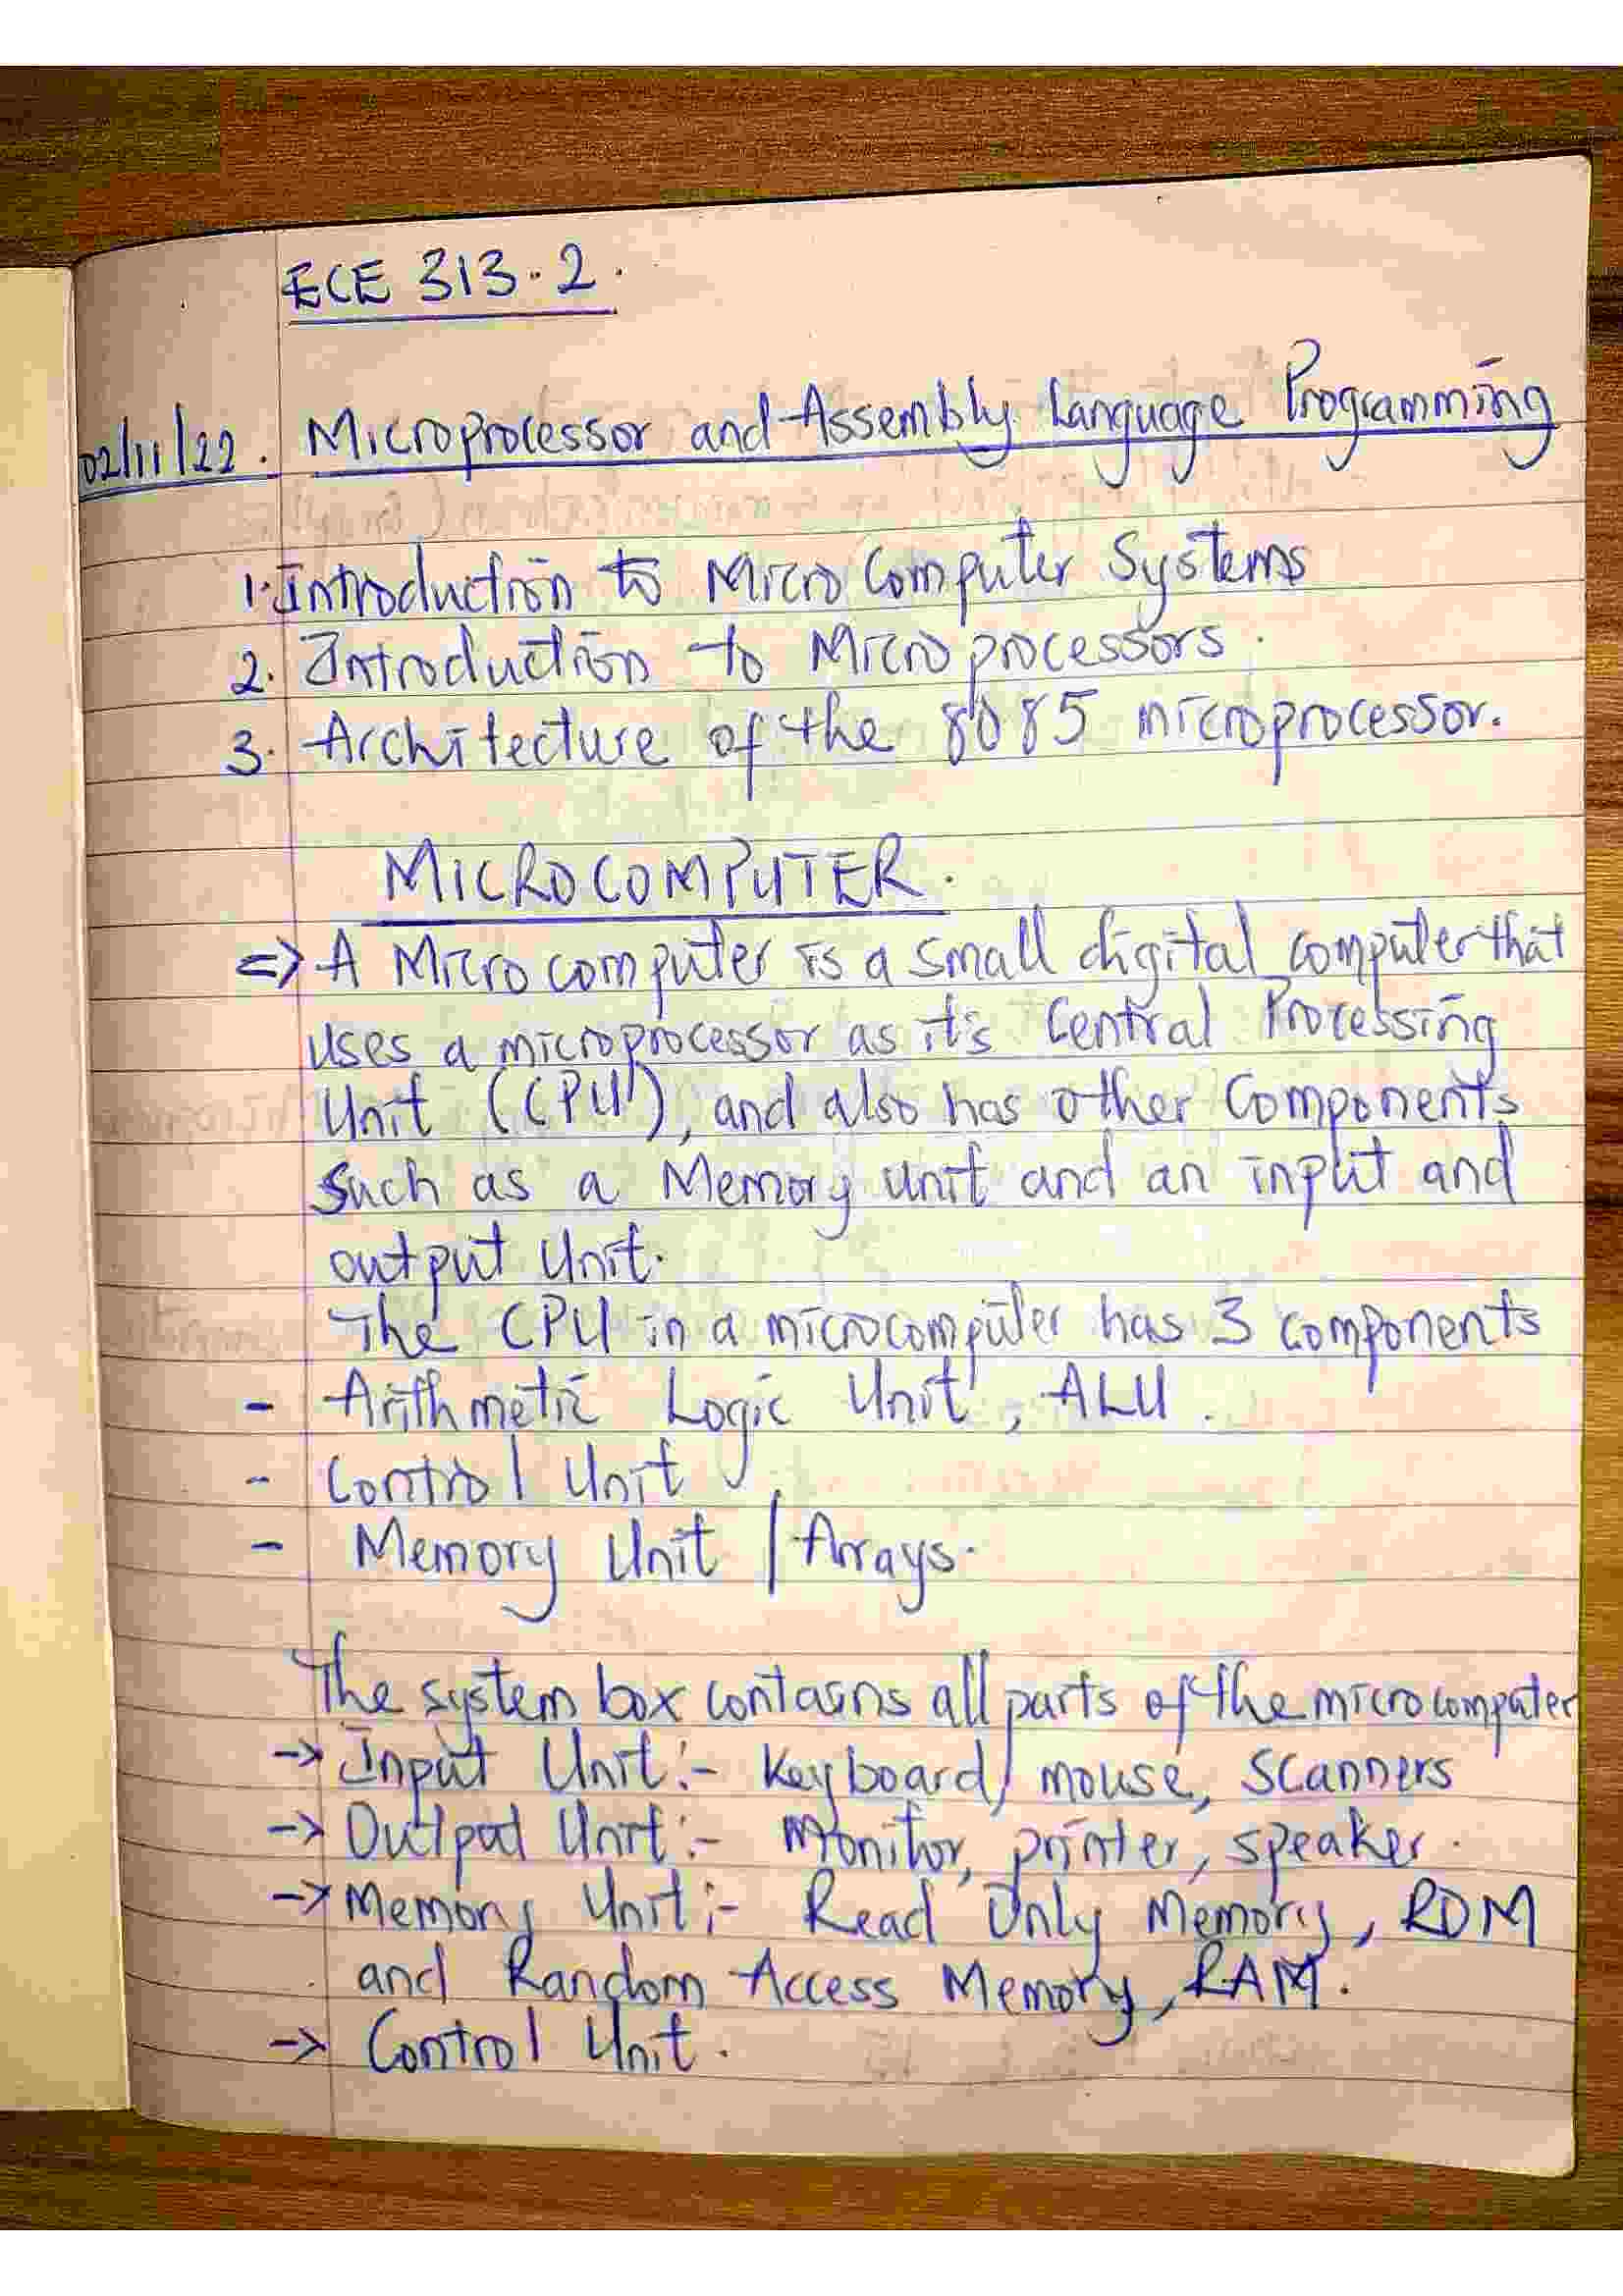 ECE 313.2.
02/11/22. Microprocessor and Assembly Language Programming
1. Introduction to Micro Computer Systems
2. Introduction to Microprocessors.
3. Architecture of the 8085 microprocessor.
MICROCOMPUTER.
=> A Microcomputer is a small digital computer that
uses a microprocessor as it's Central Processing
Unit (CPU), and also has other Components
Such as a Memory unit and an input and
output Unit.
The CPU in a microcomputer has 3 components
- Arithmetic Logic Unit, ALU.
- Control Unit
- Memory Unit / Arrays.
The system box contains all parts of the microcomputer
-> Input Unit:- Keyboard, mouse, Scanners
-> Output Unit:- Monitor, printer, speaker.
-> Memory Unit:- Read Only Memory, ROM
and Random Access Memory, RAM.
-> Control Unit.